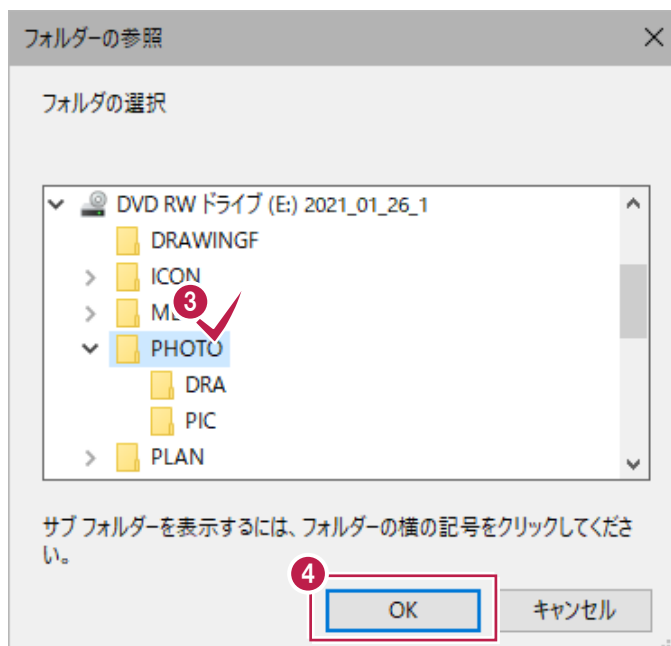 フォルダーの参照
フォルダの選択
DVD RW ドライブ (E:) 2021_01_26_1
DRAWINGF
ICON
3
PHOTO
DRA
PIC
PLAN
サブ フォルダーを表示するには、フォルダーの横の記号をクリックしてくださ
い。
4
OK
キャンセル